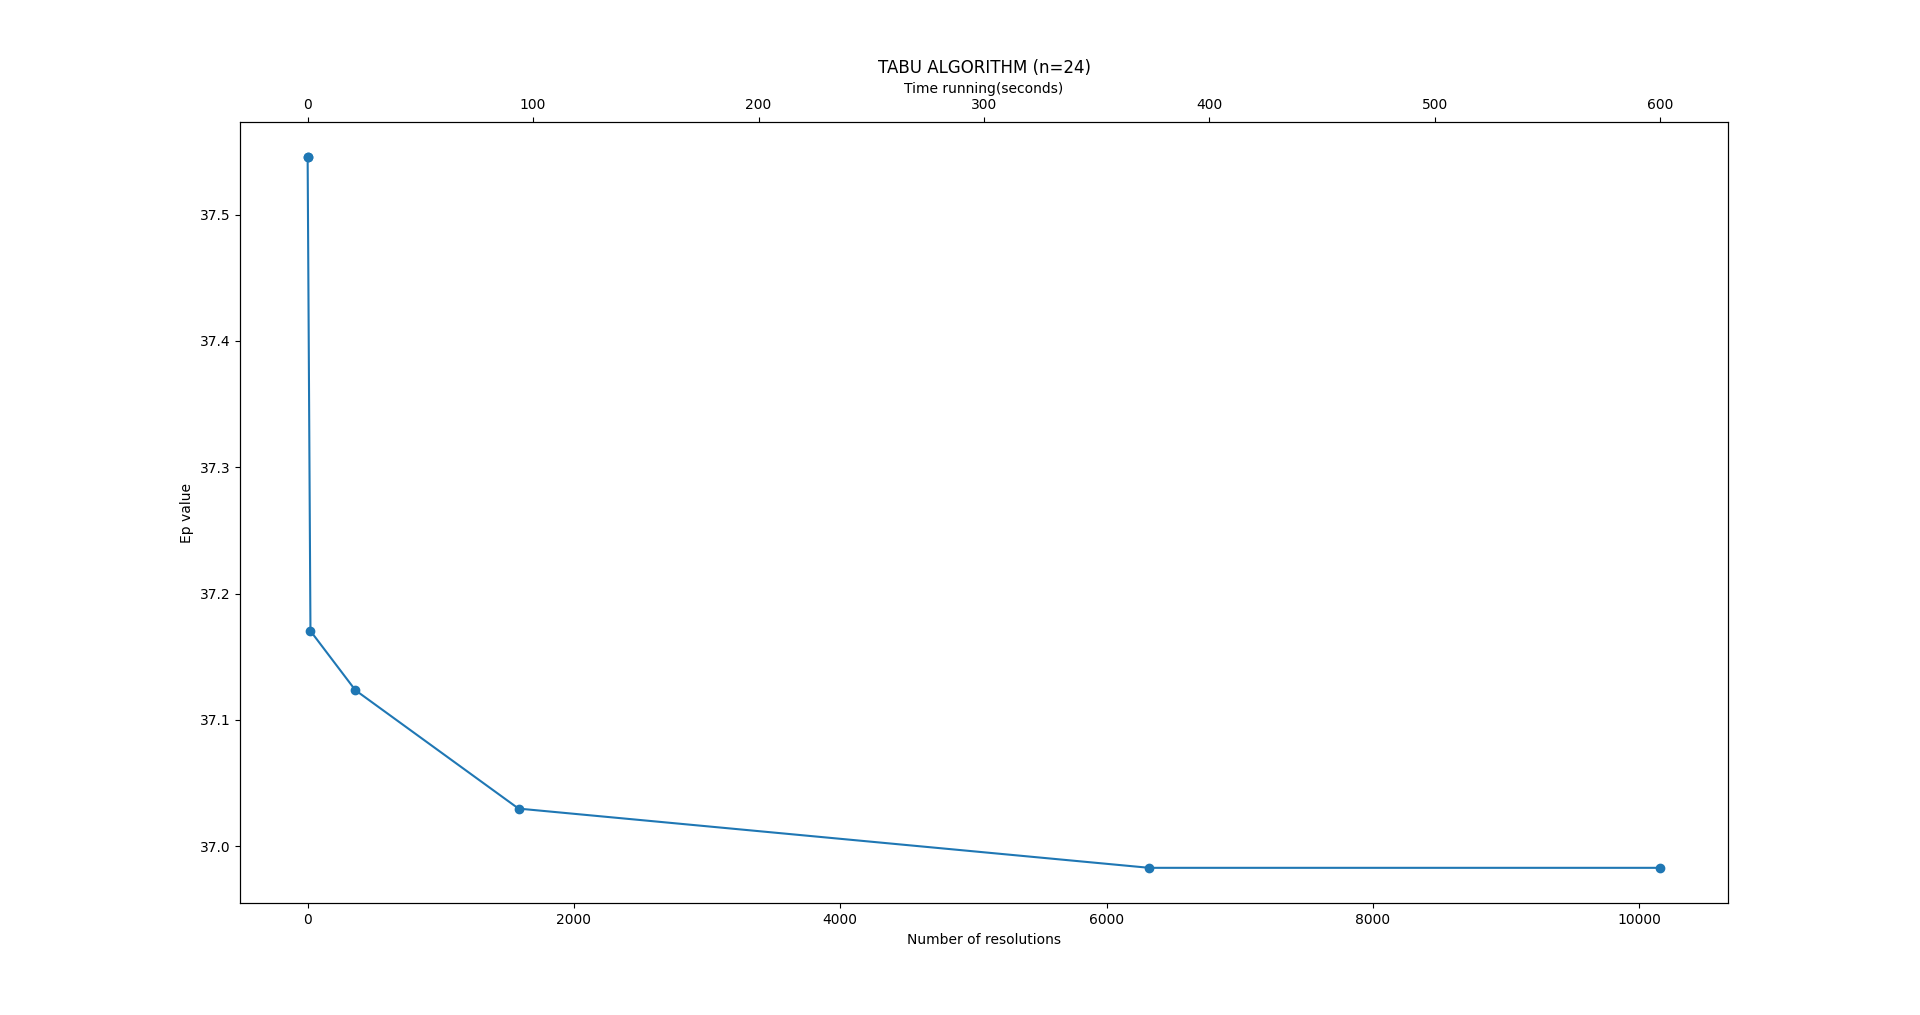 TABU ALGORITHM (n=24)
Time running(seconds)
0 100 200 300 400 500 600
37.5
37.4
37.3
37.2
37.1
37.0
Ep value
0 2000 4000 6000 8000 10000
Number of resolutions